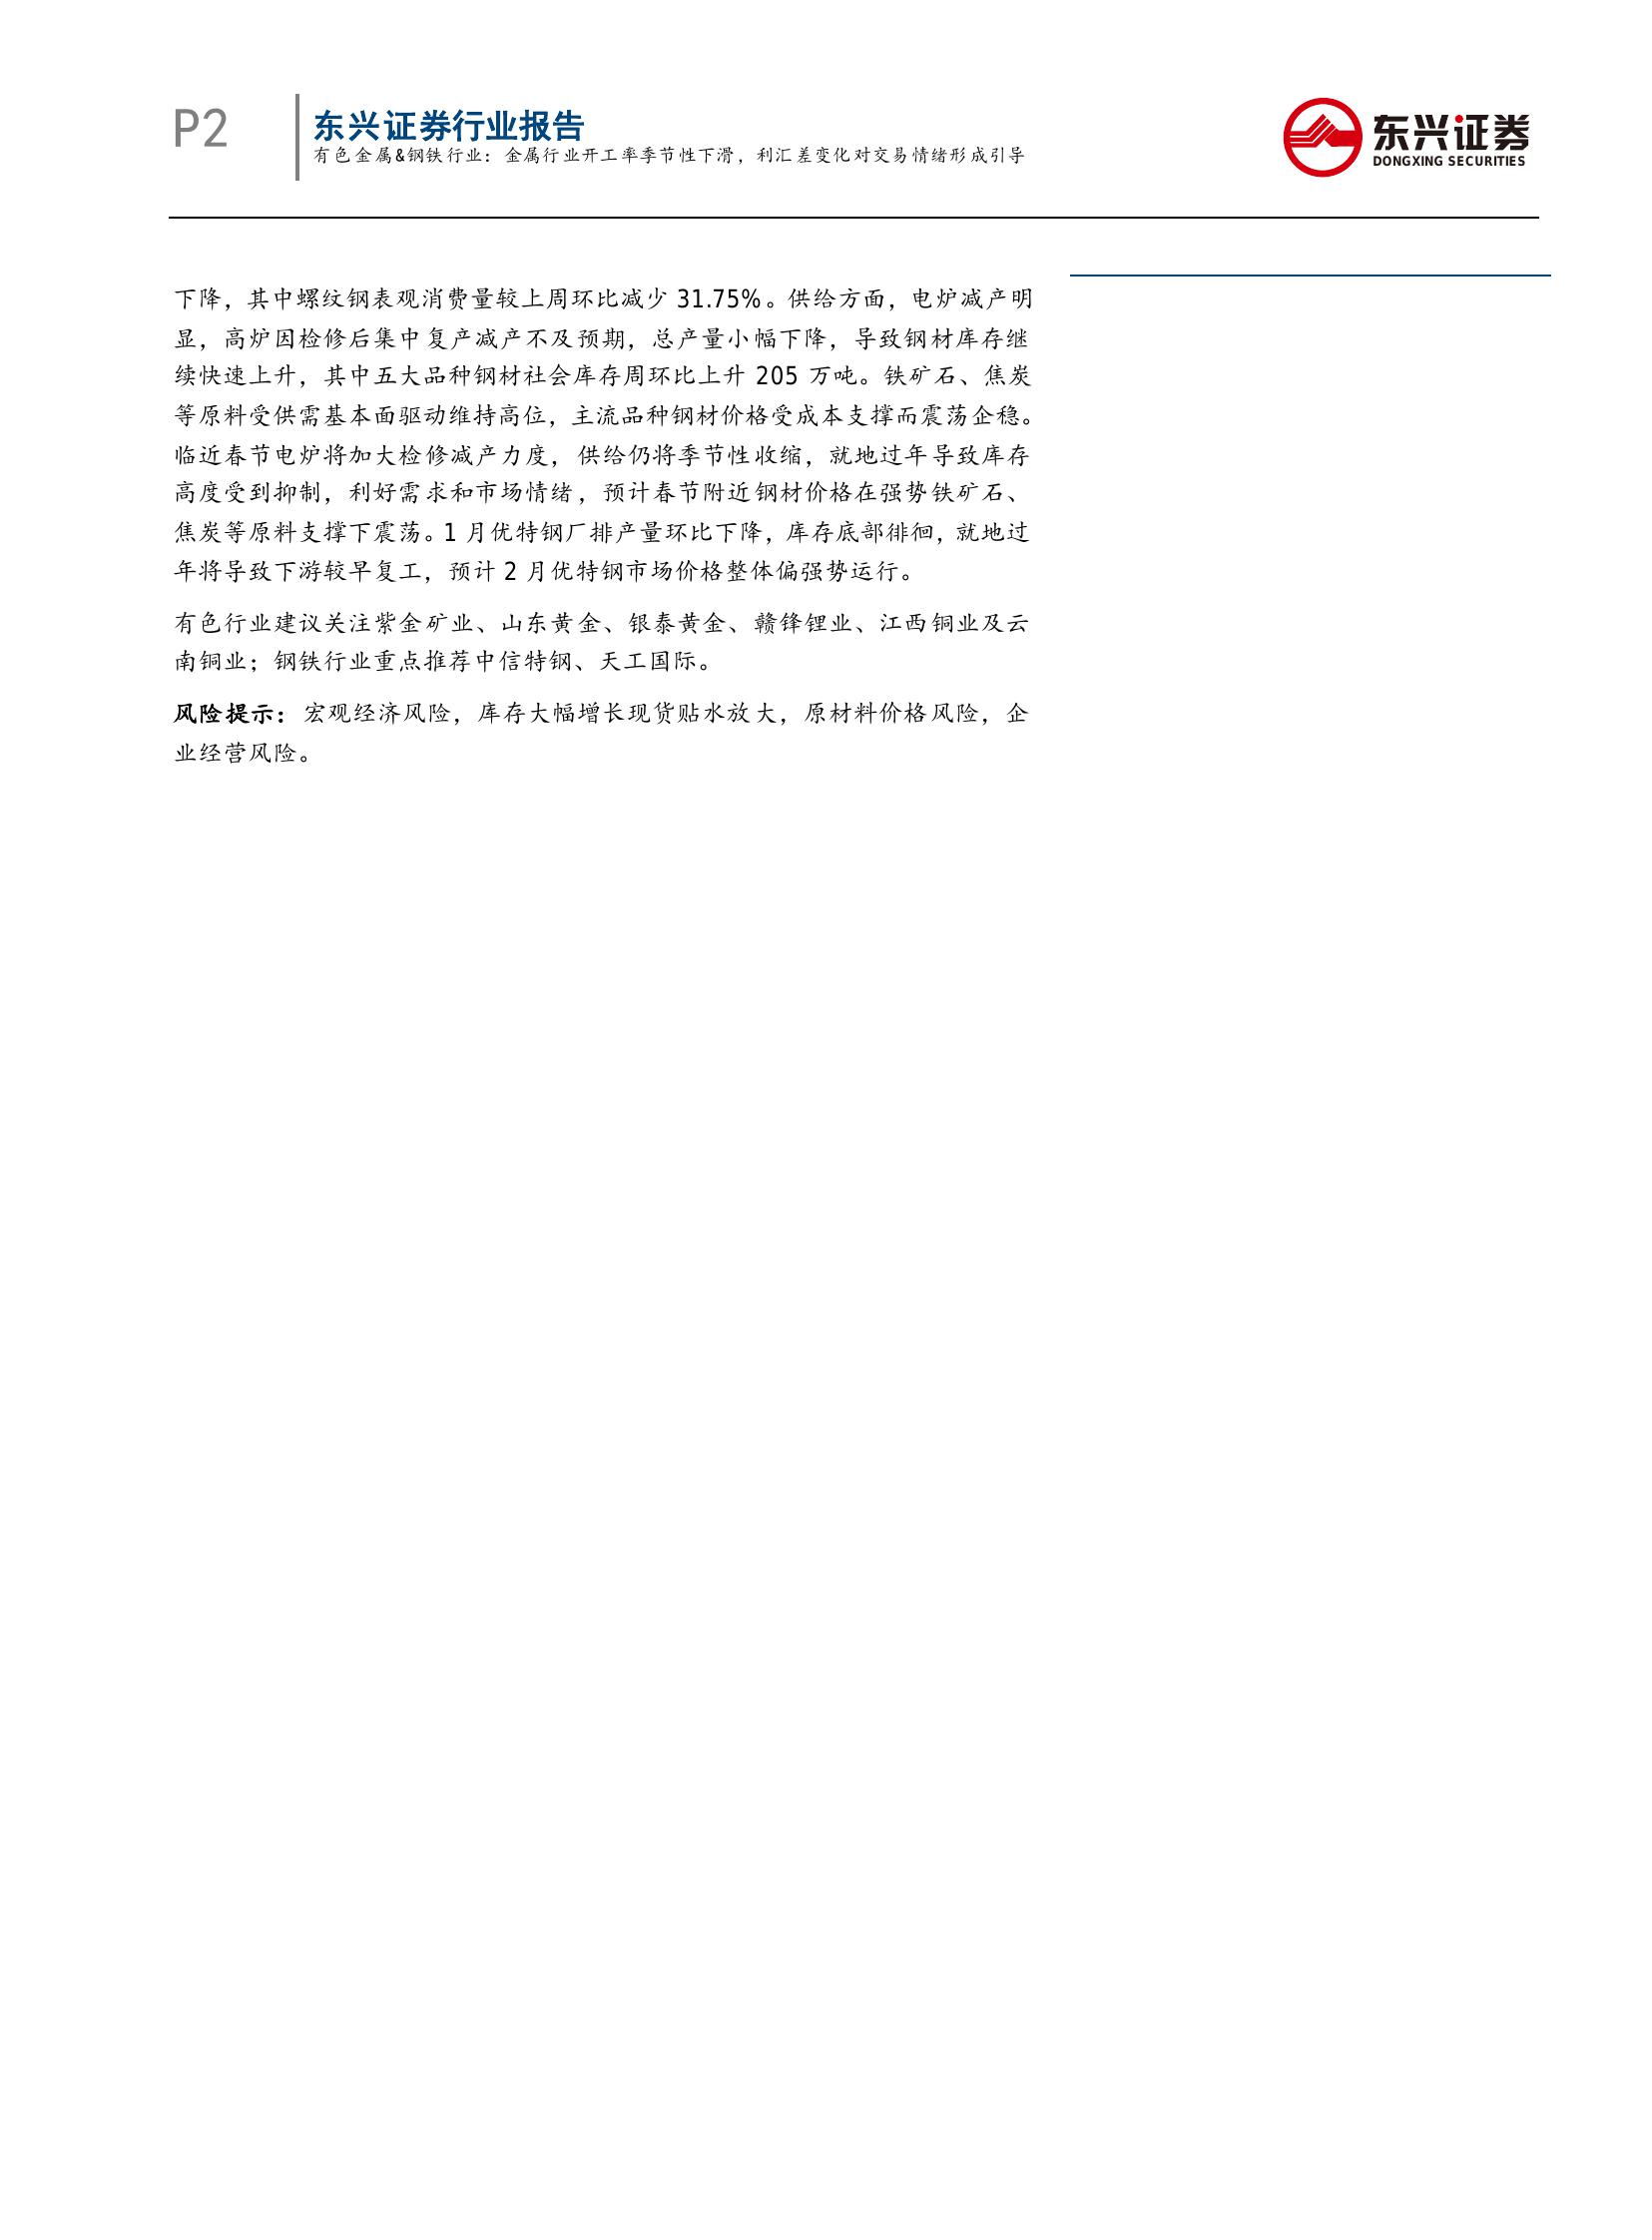 P2
东兴证券行业报告
有色金属&钢铁行业：金属行业开工率季节性下滑，利汇差变化对交易情绪形成引导
东兴证券
DONGXING SECURITIES
下降，其中螺纹钢表观消费量较上周环比减少 31.75%。供给方面，电炉减产明
显，高炉因检修后集中复产减产不及预期，总产量小幅下降，导致钢材库存继
续快速上升，其中五大品种钢材社会库存周环比上升 205 万吨。铁矿石、焦炭
等原料受供需基本面驱动维持高位，主流品种钢材价格受成本支撑而震荡企稳。
临近春节电炉将加大检修减产力度，供给仍将季节性收缩，就地过年导致库存
高度受到抑制，利好需求和市场情绪，预计春节附近钢材价格在强势铁矿石、
焦炭等原料支撑下震荡。1 月优特钢厂排产量环比下降，库存底部徘徊，就地过
年将导致下游较早复工，预计 2 月优特钢市场价格整体偏强势运行。
有色行业建议关注紫金矿业、山东黄金、银泰黄金、赣锋锂业、江西铜业及云
南铜业；钢铁行业重点推荐中信特钢、天工国际。
风险提示：宏观经济风险，库存大幅增长现货贴水放大，原材料价格风险，企
业经营风险。